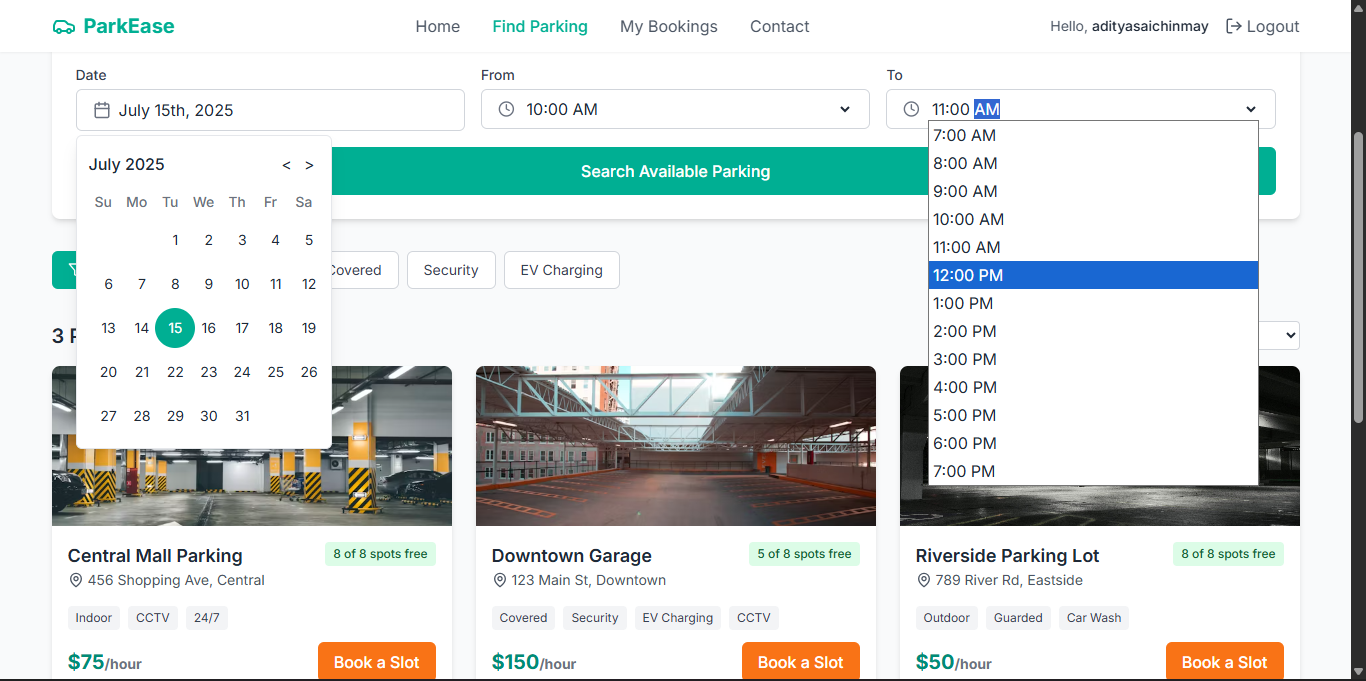 ParkEase
Home Find Parking My Bookings Contact
Hello, adityasaichinmay Logout
Date From To
July 15th, 2025 10:00 AM 11:00 AM
Search Available Parking
July 2025 < >
Su Mo Tu We Th Fr Sa
1 2 3 4 5
6 7 8 9 10 11 12
13 14 15 16 17 18 19
20 21 22 23 24 25 26
27 28 29 30 31
7:00 AM
8:00 AM
9:00 AM
10:00 AM
11:00 AM
12:00 PM
1:00 PM
2:00 PM
3:00 PM
4:00 PM
5:00 PM
6:00 PM
7:00 PM
Covered Security EV Charging
3
Central Mall Parking 8 of 8 spots free
456 Shopping Ave, Central
Indoor CCTV 24/7
$75/hour Book a Slot
Downtown Garage 5 of 8 spots free
123 Main St, Downtown
Covered Security EV Charging CCTV
$150/hour Book a Slot
Riverside Parking Lot 8 of 8 spots free
789 River Rd, Eastside
Outdoor Guarded Car Wash
$50/hour Book a Slot